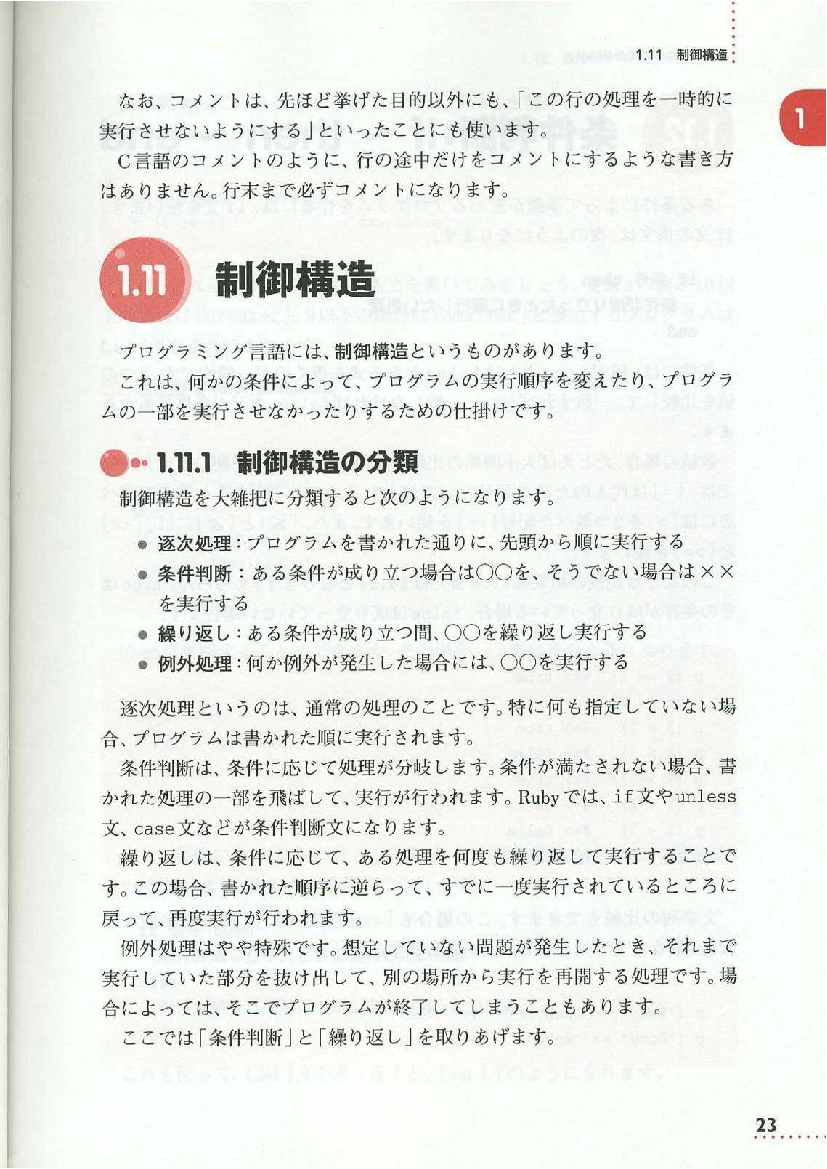 1.11　制御構造
1
なお、コメントは、先ほど挙げた目的以外にも、「この行の処理を一時的に
実行させないようにする」といったことにも使います。
C言語のコメントのように、行の途中だけをコメントにするような書き方
はありません。行末まで必ずコメントになります。
1.11　制御構造
プログラミング言語には、制御構造というものがあります。
これは、何かの条件によって、プログラムの実行順序を変えたり、プログラ
ムの一部を実行させなかったりするための仕掛けです。
1.11.1　制御構造の分類
制御構造を大雑把に分類すると次のようになります。
● 逐次処理：プログラムを書かれた通りに、先頭から順に実行する
● 条件判断：ある条件が成り立つ場合は○○を、そうでない場合は××
を実行する
● 繰り返し：ある条件が成り立つ間、○○を繰り返し実行する
● 例外処理：何か例外が発生した場合には、○○を実行する
逐次処理というのは、通常の処理のことです。特に何も指定していない場
合、プログラムは書かれた順に実行されます。
条件判断は、条件に応じて処理が分岐します。条件が満たされない場合、書
かれた処理の一部を飛ばして、実行が行われます。Rubyでは、if文やunless
文、case文などが条件判断文になります。
繰り返しは、条件に応じて、ある処理を何度も繰り返して実行することで
す。この場合、書かれた順序に逆らって、すでに一度実行されているところに
戻って、再度実行が行われます。
例外処理はやや特殊です。想定していない問題が発生したとき、それまで
実行していた部分を抜け出して、別の場所から実行を再開する処理です。場
合によっては、そこでプログラムが終了してしまうこともあります。
ここでは「条件判断」と「繰り返し」を取りあげます。
23